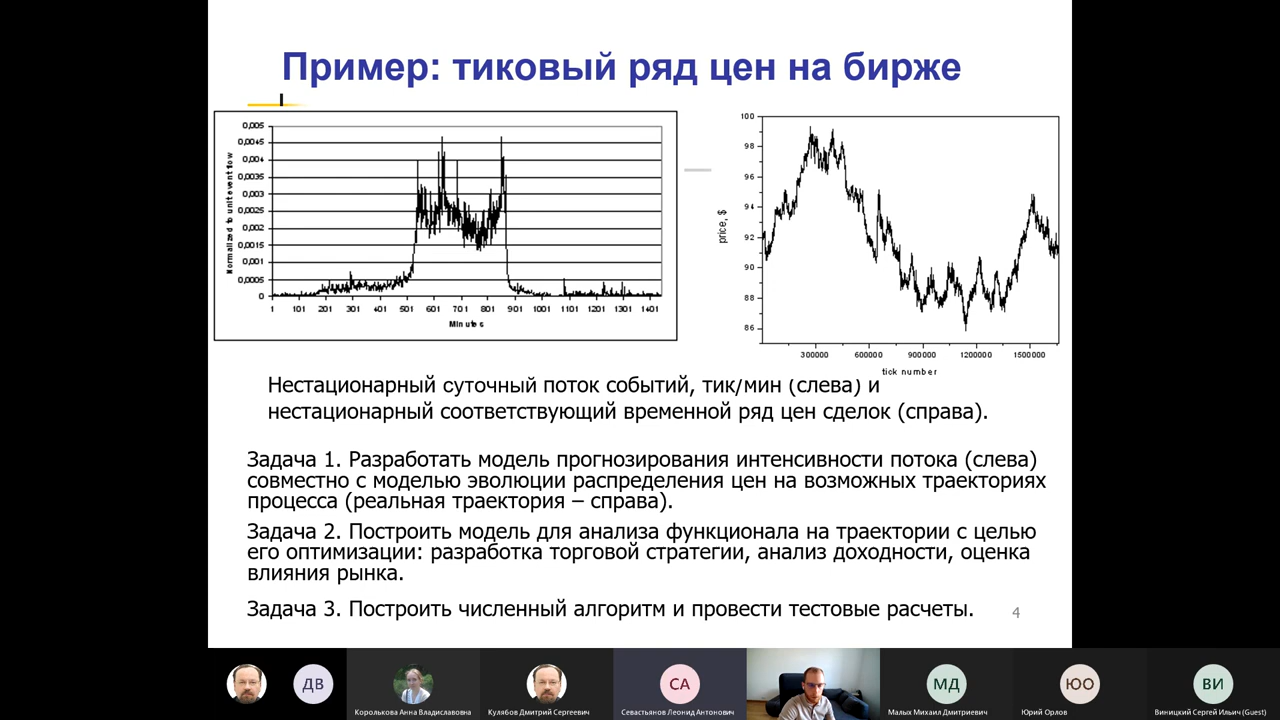 Пример: тиковый ряд цен на бирже
0,005
0,0045
0,004
0,0035
0,003
0,0025
0,002
0,0015
0,001
0,0005
0
Normalized to unit event flow
1 101 201 301 401 501 601 701 801 901 1001 1101 1201 1301 1401
Minutes
100
98
96
94
92
90
88
86
price, $
300000 600000 900000 1200000 1500000
tick number
Нестационарный суточный поток событий, тик/мин (слева) и
нестационарный соответствующий временной ряд цен сделок (справа).
Задача 1. Разработать модель прогнозирования интенсивности потока (слева)
совместно с моделью эволюции распределения цен на возможных траекториях
процесса (реальная траектория – справа).
Задача 2. Построить модель для анализа функционала на траектории с целью
его оптимизации: разработка торговой стратегии, анализ доходности, оценка
влияния рынка.
Задача 3. Построить численный алгоритм и провести тестовые расчеты.
4
ДВ
СА
МД
ЮО
ВИ
Королькова Анна Владиславовна
Кулябов Дмитрий Сергеевич
Севастьянов Леонид Антонович
Малых Михаил Дмитриевич
Юрий Орлов
Виницкий Сергей Ильич (Guest)